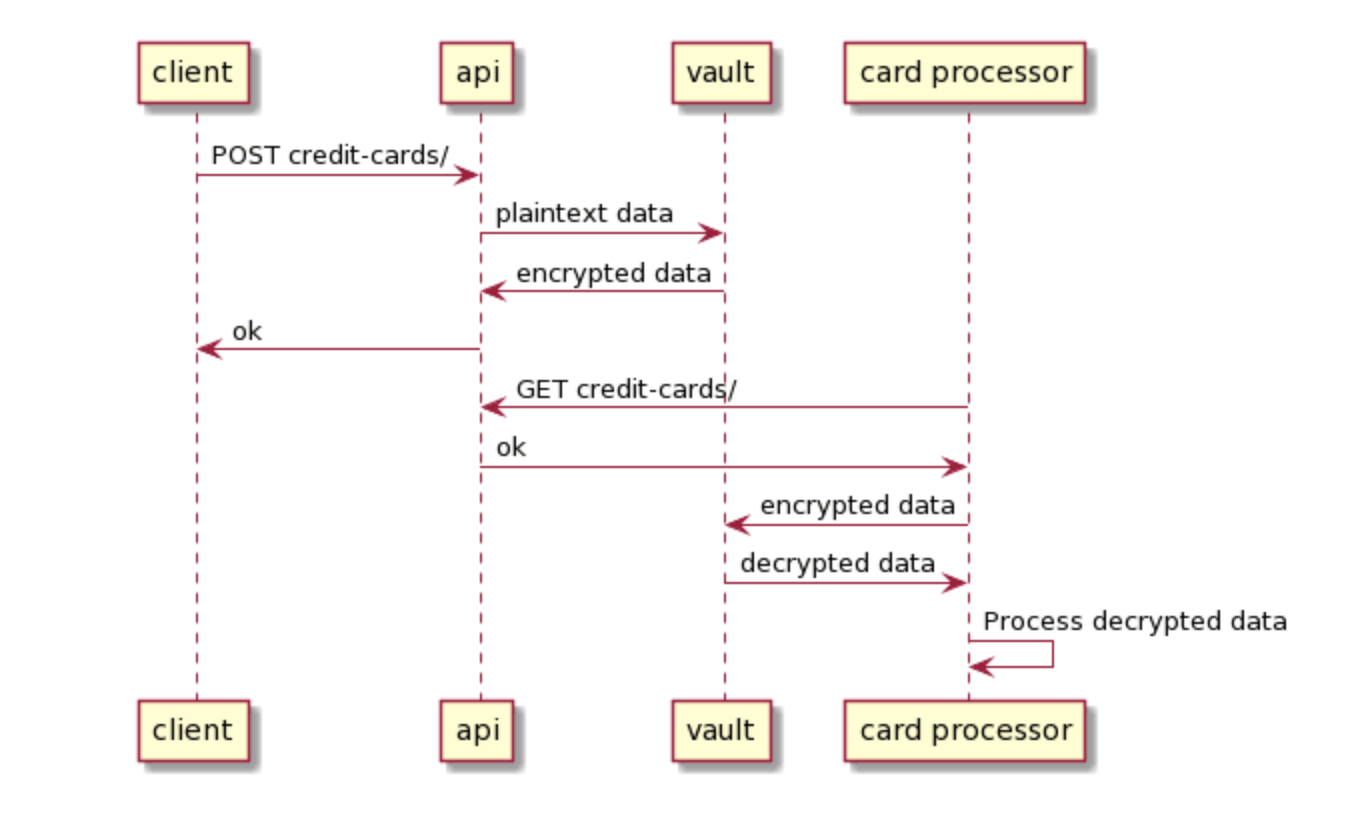 client api vault card processor
POST credit-cards/
plaintext data
encrypted data
ok
GET credit-cards/
ok
encrypted data
decrypted data
Process decrypted data
client api vault card processor